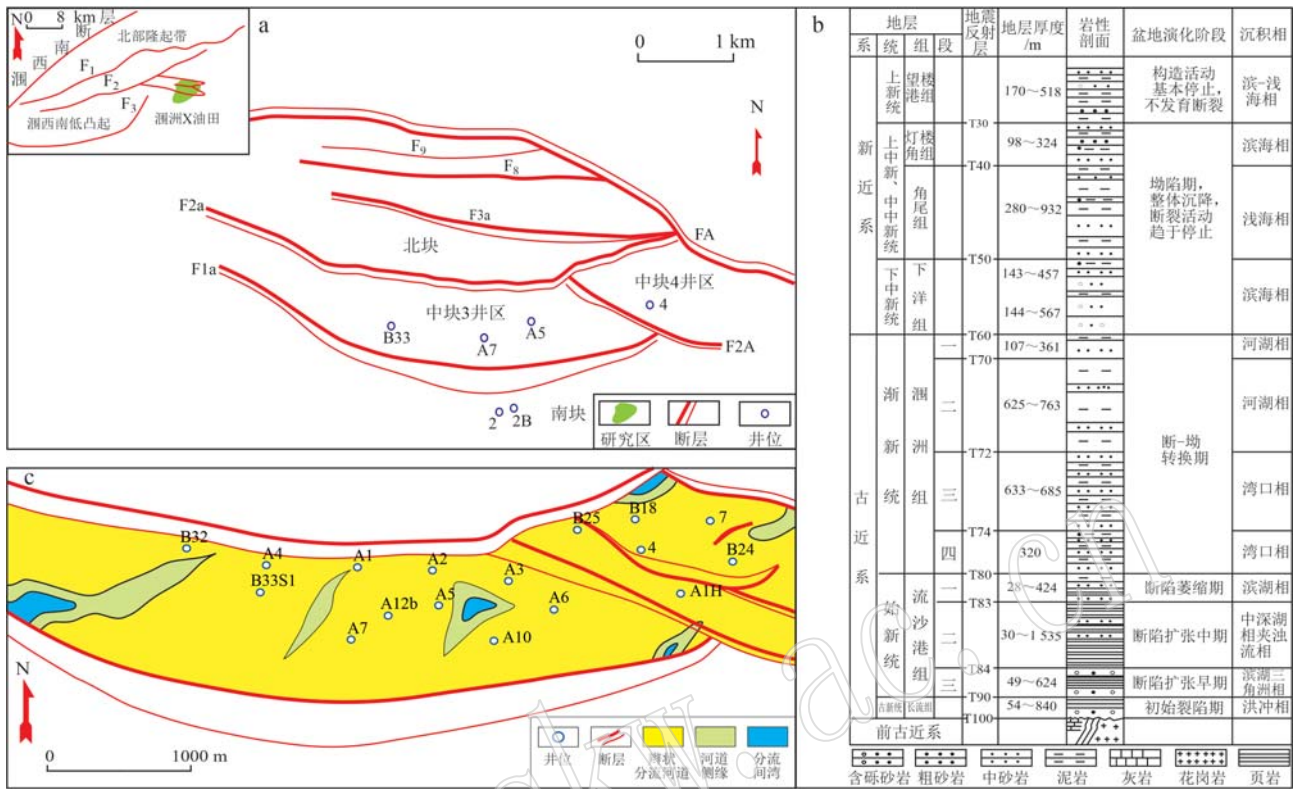 N 0 8 km
涠西南断层
北部隆起带
F1
F2
F3
涠西南低凸起
涠洲X油田
a
0 1 km
N
F9
F8
F2a
F3a
FA
北块
F1a
中块4井区
4
中块3井区
B33
A5
A7
F2A
南块
2
2B
研究区 断层 井位
c
B32
A4
B33S1
A1
A2
A3
A5
A12b
A7
A6
A10
B25
B18
7
4
B24
A1H
N
0 1000 m
井位 断层 辫状分流河道 河道侧缘 分流间湾
b
地层 地震反射层 地层厚度/m 岩性剖面 盆地演化阶段 沉积相
系 统 组 段
新近系
上新统 望楼港组 170~518 构造活动基本停止,不发育断裂 滨-浅海相
T30
上中新、中中新统 灯楼角组 98~324 滨海相
T40
角尾组 280~932 坳陷期,整体沉降,断裂活动趋于停止 浅海相
T50
下中新统 下洋组 143~457 滨海相
144~567
T60
古近系
渐新统 涠洲组 一 107~361 河湖相
T70
二 625~763 河湖相
断-坳转换期
T72
三 633~685 湾口相
T74
四 320 湾口相
T80
始新统 流沙港组 一 28~424 断陷萎缩期 滨湖相
T83
二 30~1 535 断陷扩张中期 中深湖相夹浊流相
T84
三 49~624 断陷扩张早期 滨湖三角洲相
T90
古新统 长流组 54~840 初始裂陷期 洪冲相
T100
前古近系
含砾砂岩 粗砂岩 中砂岩 泥岩 灰岩 花岗岩 页岩